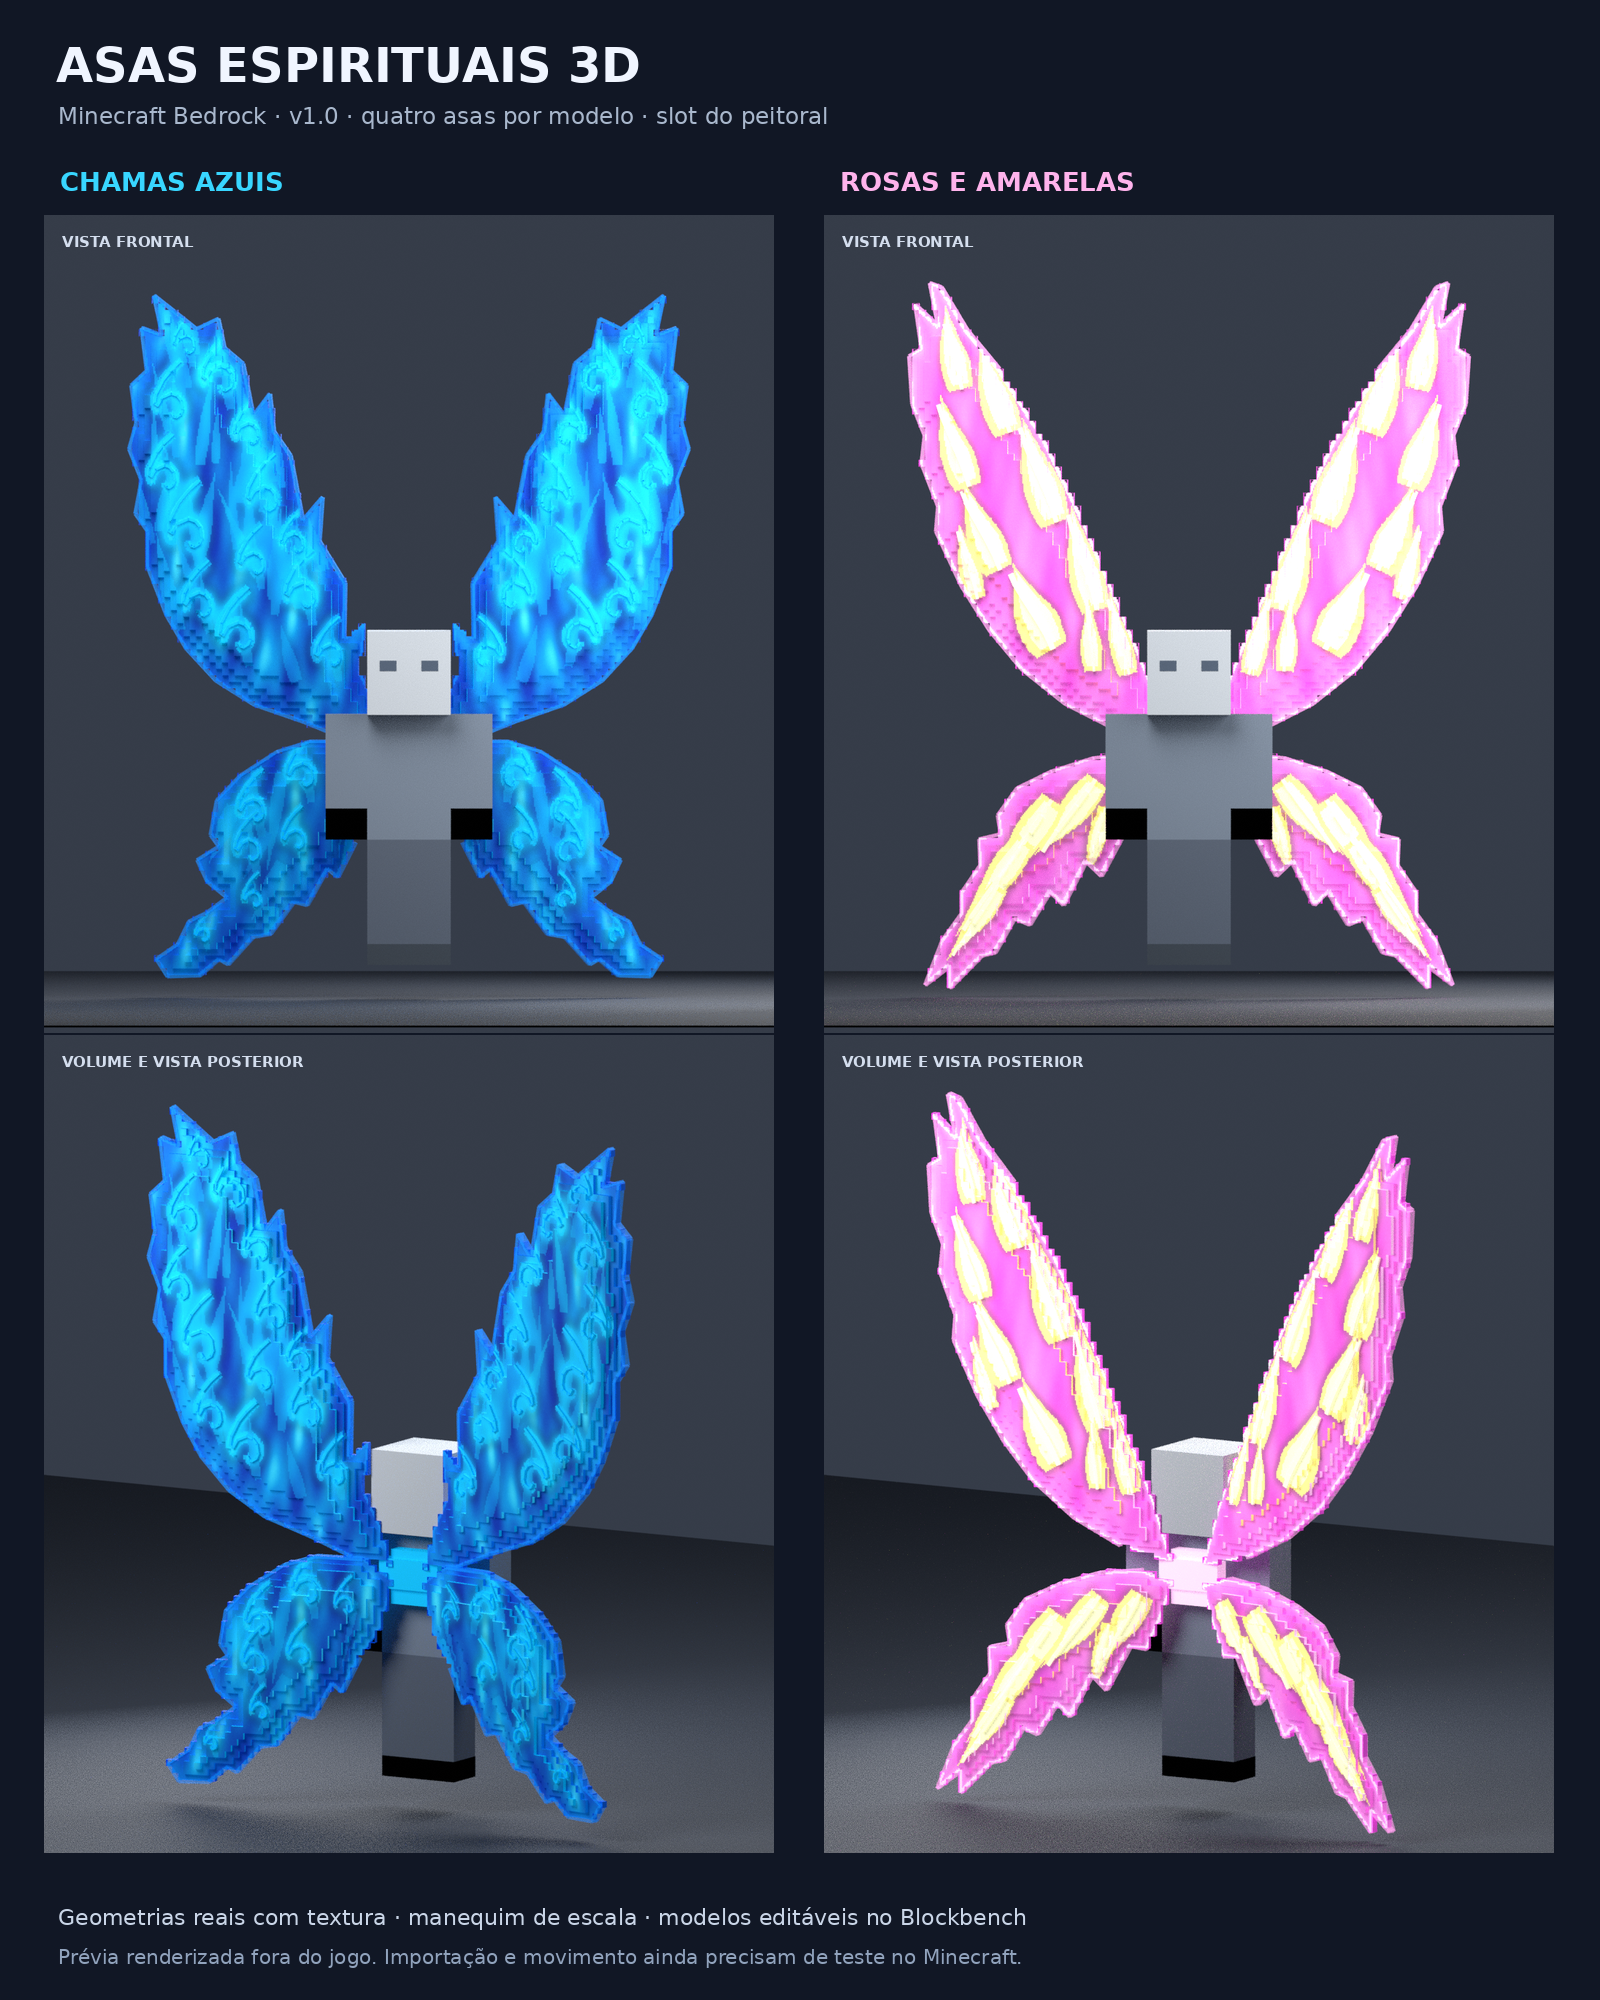 ASAS ESPIRITUAIS 3D
Minecraft Bedrock · v1.0 · quatro asas por modelo · slot do peitoral
CHAMAS AZUIS
ROSAS E AMARELAS
VISTA FRONTAL
VISTA FRONTAL
VOLUME E VISTA POSTERIOR
VOLUME E VISTA POSTERIOR
Geometrias reais com textura · manequim de escala · modelos editáveis no Blockbench
Prévia renderizada fora do jogo. Importação e movimento ainda precisam de teste no Minecraft.